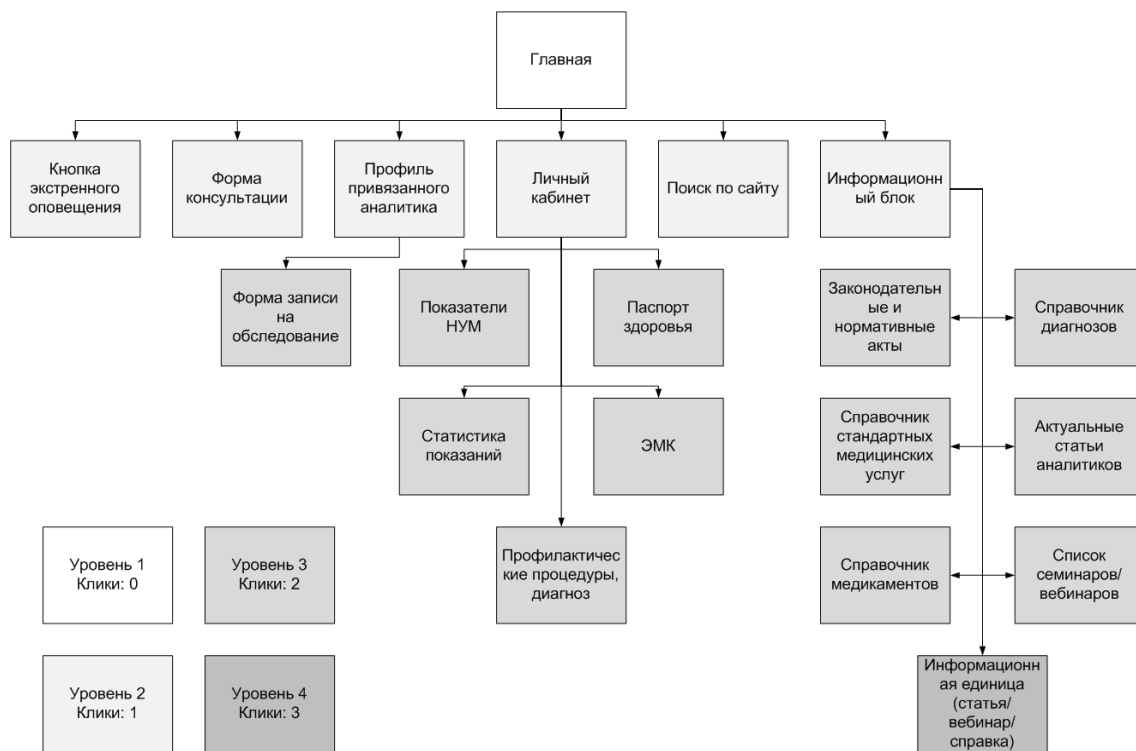 Главная
Кнопка
экстренного
оповещения
Форма
консультации
Профиль
привязанного
аналитика
Личный
кабинет
Поиск по сайту
Информационн
ый блок
Форма записи
на
обследование
Показатели
НУМ
Паспорт
здоровья
Законодательн
ые и
нормативные
акты
Справочник
диагнозов
Статистика
показаний
ЭМК
Справочник
стандартных
медицинских
услуг
Актуальные
статьи
аналитиков
Уровень 1
Клики: 0
Уровень 3
Клики: 2
Профилактичес
кие процедуры,
диагноз
Справочник
медикаментов
Список
семинаров/
вебинаров
Уровень 2
Клики: 1
Уровень 4
Клики: 3
Информационн
ая единица
(статья/
вебинар/
справка)